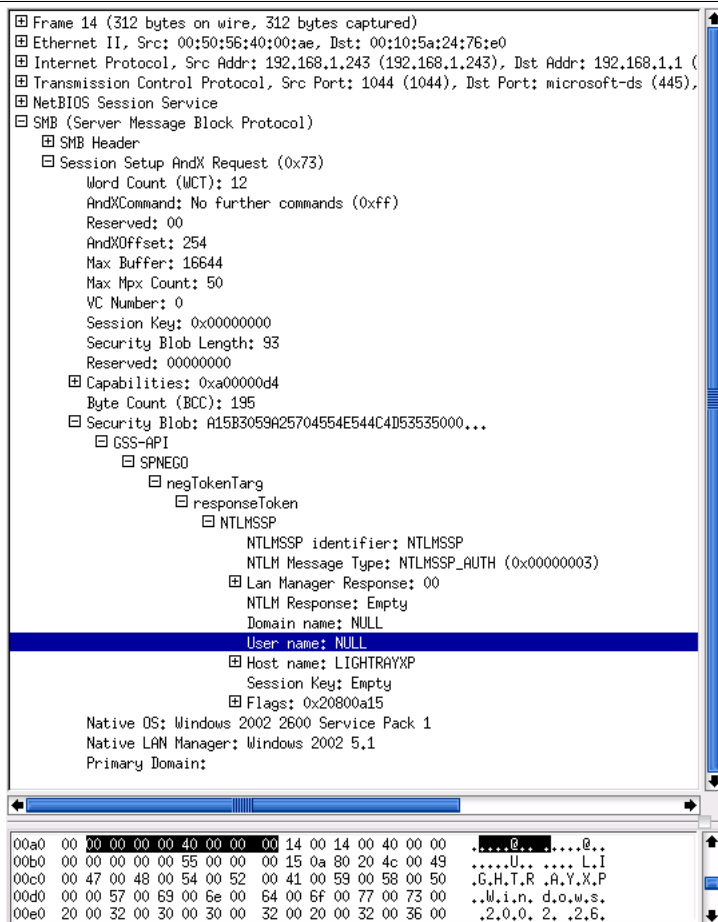 Frame 14 (312 bytes on wire, 312 bytes captured)
Ethernet II, Src: 00:50:56:40:00:ae, Dst: 00:10:5a:24:76:e0
Internet Protocol, Src Addr: 192.168.1.243 (192.168.1.243), Dst Addr: 192.168.1.1 (
Transmission Control Protocol, Src Port: 1044 (1044), Dst Port: microsoft-ds (445),
NetBIOS Session Service
SMB (Server Message Block Protocol)
SMB Header
Session Setup AndX Request (0x73)
Word Count (WCT): 12
AndXCommand: No further commands (0xff)
Reserved: 00
AndXOffset: 254
Max Buffer: 16644
Max Mpx Count: 50
VC Number: 0
Session Key: 0x00000000
Security Blob Length: 93
Reserved: 00000000
Capabilities: 0xa00000d4
Byte Count (BCC): 195
Security Blob: A15B3059A25704554E544C4D53535000...
GSS-API
SPNEGO
negTokenTarg
responseToken
NTLMSSP
NTLMSSP identifier: NTLMSSP
NTLM Message Type: NTLMSSP_AUTH (0x00000003)
Lan Manager Response: 00
NTLM Response: Empty
Domain name: NULL
User name: NULL
Host name: LIGHTRAYXP
Session Key: Empty
Flags: 0x20800a15
Native OS: Windows 2002 2600 Service Pack 1
Native LAN Manager: Windows 2002 5.1
Primary Domain:
00a0 00 00 00 00 00 40 00 00 00 14 00 14 00 40 00 00 .....@.. .....@..
00b0 00 00 00 00 00 55 00 00 00 15 0a 80 20 4c 00 49 .....U.. .... L.I
00c0 00 47 00 48 00 54 00 52 00 41 00 59 00 58 00 50 .G.H.T.R .A.Y.X.P
00d0 00 00 57 00 69 00 6e 00 64 00 6f 00 77 00 73 00 ..W.i.n. d.o.w.s.
00e0 20 00 32 00 30 00 30 00 32 00 20 00 32 00 36 00 .2.0.0. 2. .2.6.